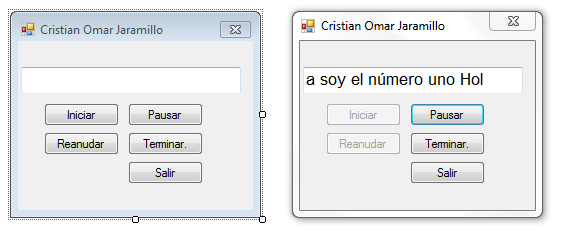 Cristian Omar Jaramillo
Iniciar Pausar
Reanudar Terminar.
Salir
Cristian Omar Jaramillo
a soy el número uno Hol
Iniciar Pausar
Reanudar Terminar.
Salir